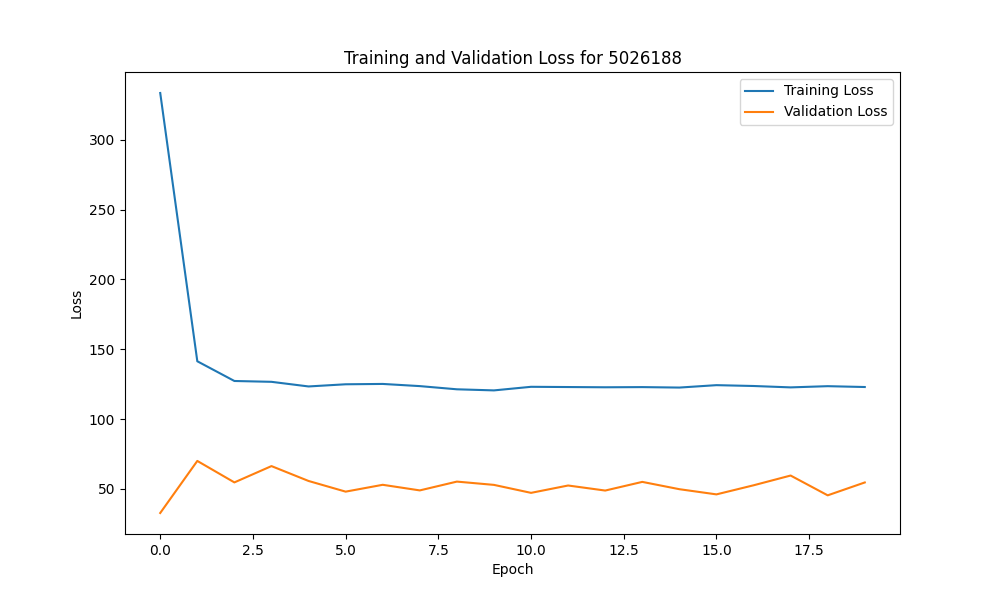 Training and Validation Loss for 5026188
Training Loss
Validation Loss
300
250
200
150
100
50
Loss
0.0 2.5 5.0 7.5 10.0 12.5 15.0 17.5
Epoch